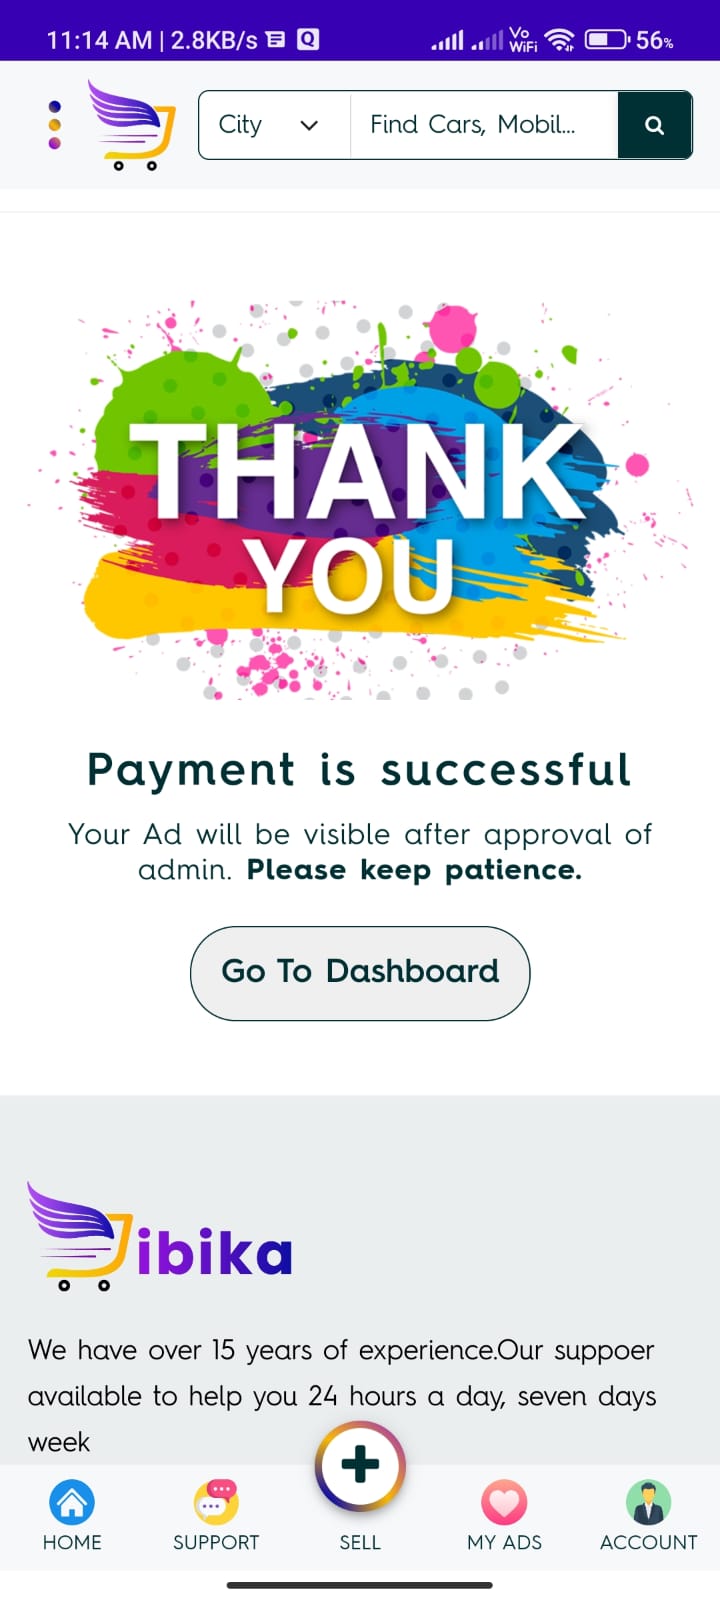 11:14 AM | 2.8KB/s
Vo
WiFi
56%
City
Find Cars, Mobil...
THANK
YOU
Payment is successful
Your Ad will be visible after approval of
admin. Please keep patience.
Go To Dashboard
ibika
We have over 15 years of experience.Our suppoer
available to help you 24 hours a day, seven days
week
HOME
SUPPORT
SELL
MY ADS
ACCOUNT